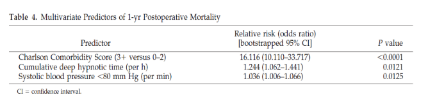 Table 4. Multivariate Predictors of 1-yr Postoperative Mortality
Relative risk (odds ratio)
Predictor [bootstrapped 95% CI] P value
Charlson Comorbidity Score (3+ versus 0–2) 16.116 (10.110–33.717) <0.0001
Cumulative deep hypnotic time (per h) 1.244 (1.062–1.441) 0.0121
Systolic blood pressure <80 mm Hg (per min) 1.036 (1.006–1.066) 0.0125
CI = confidence interval.